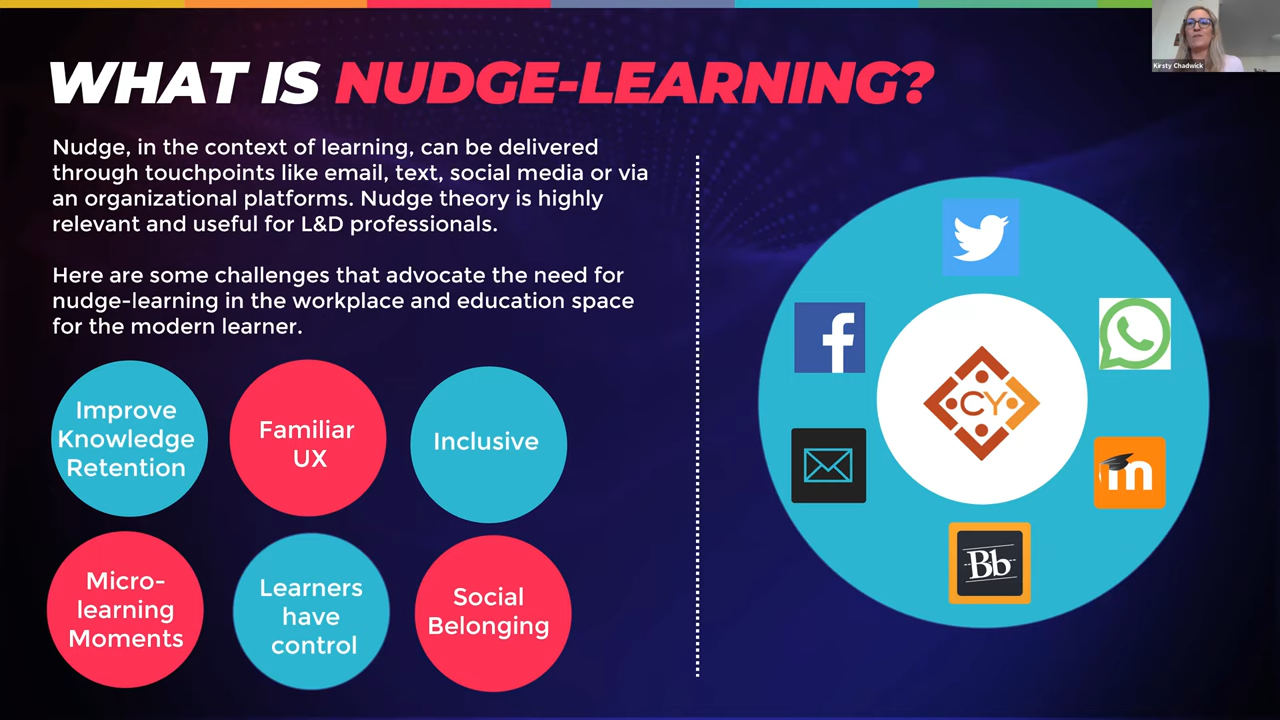 WHAT IS NUDGE-LEARNING?
Kirsty Chadwick
Nudge, in the context of learning, can be delivered
through touchpoints like email, text, social media or via
an organizational platforms. Nudge theory is highly
relevant and useful for L&D professionals.
Here are some challenges that advocate the need for
nudge-learning in the workplace and education space
for the modern learner.
Improve
Knowledge
Retention
Familiar
UX
Inclusive
Micro-
learning
Moments
Learners
have
control
Social
Belonging
f
CY
m
Bb